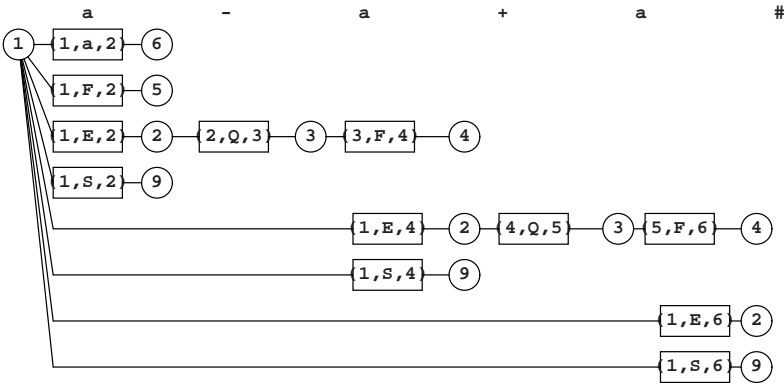 a - a + a #
1 (1,a,2) 6
(1,F,2) 5
(1,E,2) 2 (2,Q,3) 3 (3,F,4) 4
(1,S,2) 9
(1,E,4) 2 (4,Q,5) 3 (5,F,6) 4
(1,S,4) 9
(1,E,6) 2
(1,S,6) 9